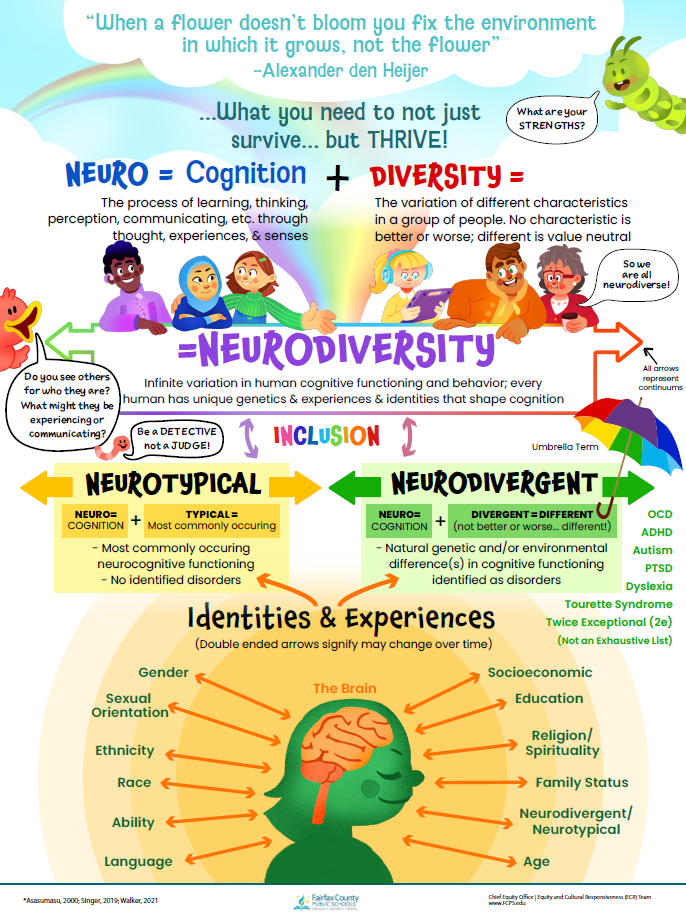 “When a flower doesn’t bloom you fix the environment
in which it grows, not the flower”
–Alexander den Heijer
...What you need to not just
survive... but THRIVE!
What are your
STRENGTHS?
NEURO = Cognition
+
DIVERSITY =
The process of learning, thinking,
perception, communicating, etc. through
thought, experiences, & senses
The variation of different characteristics
in a group of people. No characteristic is
better or worse; different is value neutral
So we
are all
neurodiverse!
=NEURODIVERSITY
Infinite variation in human cognitive functioning and behavior; every
human has unique genetics & experiences & identities that shape cognition
All arrows
represent
continuums
Do you see others
for who they are?
What might they be
experiencing or
communicating?
Be a DETECTIVE
not a JUDGE!
INCLUSION
Umbrella Term
NEUROTYPICAL
NEURO=
COGNITION
+
TYPICAL =
Most commonly occuring
- Most commonly occuring
neurocognitive functioning
- No identified disorders
NEURODIVERGENT
NEURO=
COGNITION
+
DIVERGENT = DIFFERENT
(not better or worse... different!)
- Natural genetic and/or environmental
difference(s) in cognitive functioning
identified as disorders
OCD
ADHD
Autism
PTSD
Dyslexia
Tourette Syndrome
Twice Exceptional (2e)
(Not an Exhaustive List)
Identities & Experiences
(Double ended arrows signify may change over time)
The Brain
Gender
Sexual
Orientation
Ethnicity
Race
Ability
Language
Socioeconomic
Education
Religion/
Spirituality
Family Status
Neurodivergent/
Neurotypical
Age
*Asasumasu, 2000; Singer, 2019; Walker, 2021
Fairfax County
PUBLIC SCHOOLS
Chief Equity Office | Equity and Cultural Responsiveness (ECR) Team
www.FCPS.edu